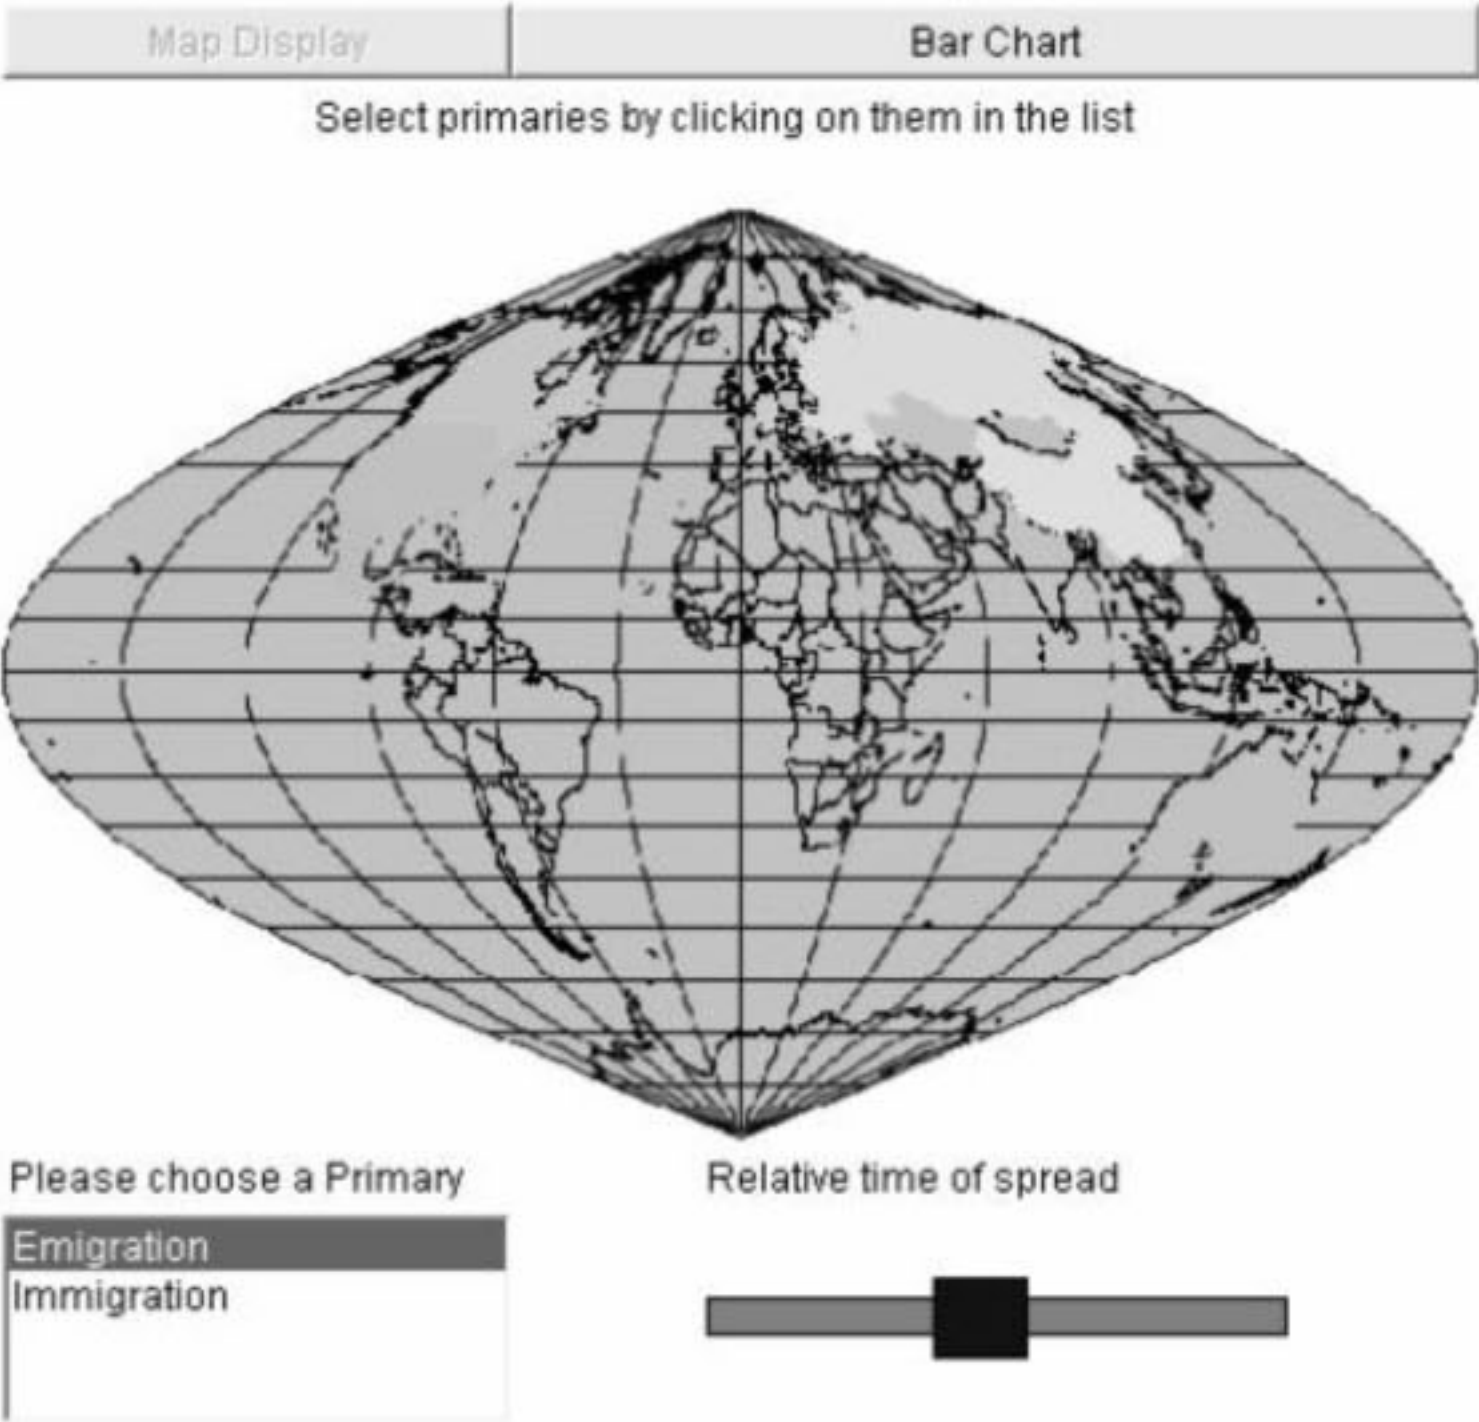 Map Display
Bar Chart
Select primaries by clicking on them in the list
Please choose a Primary
Relative time of spread
Emigration
Immigration